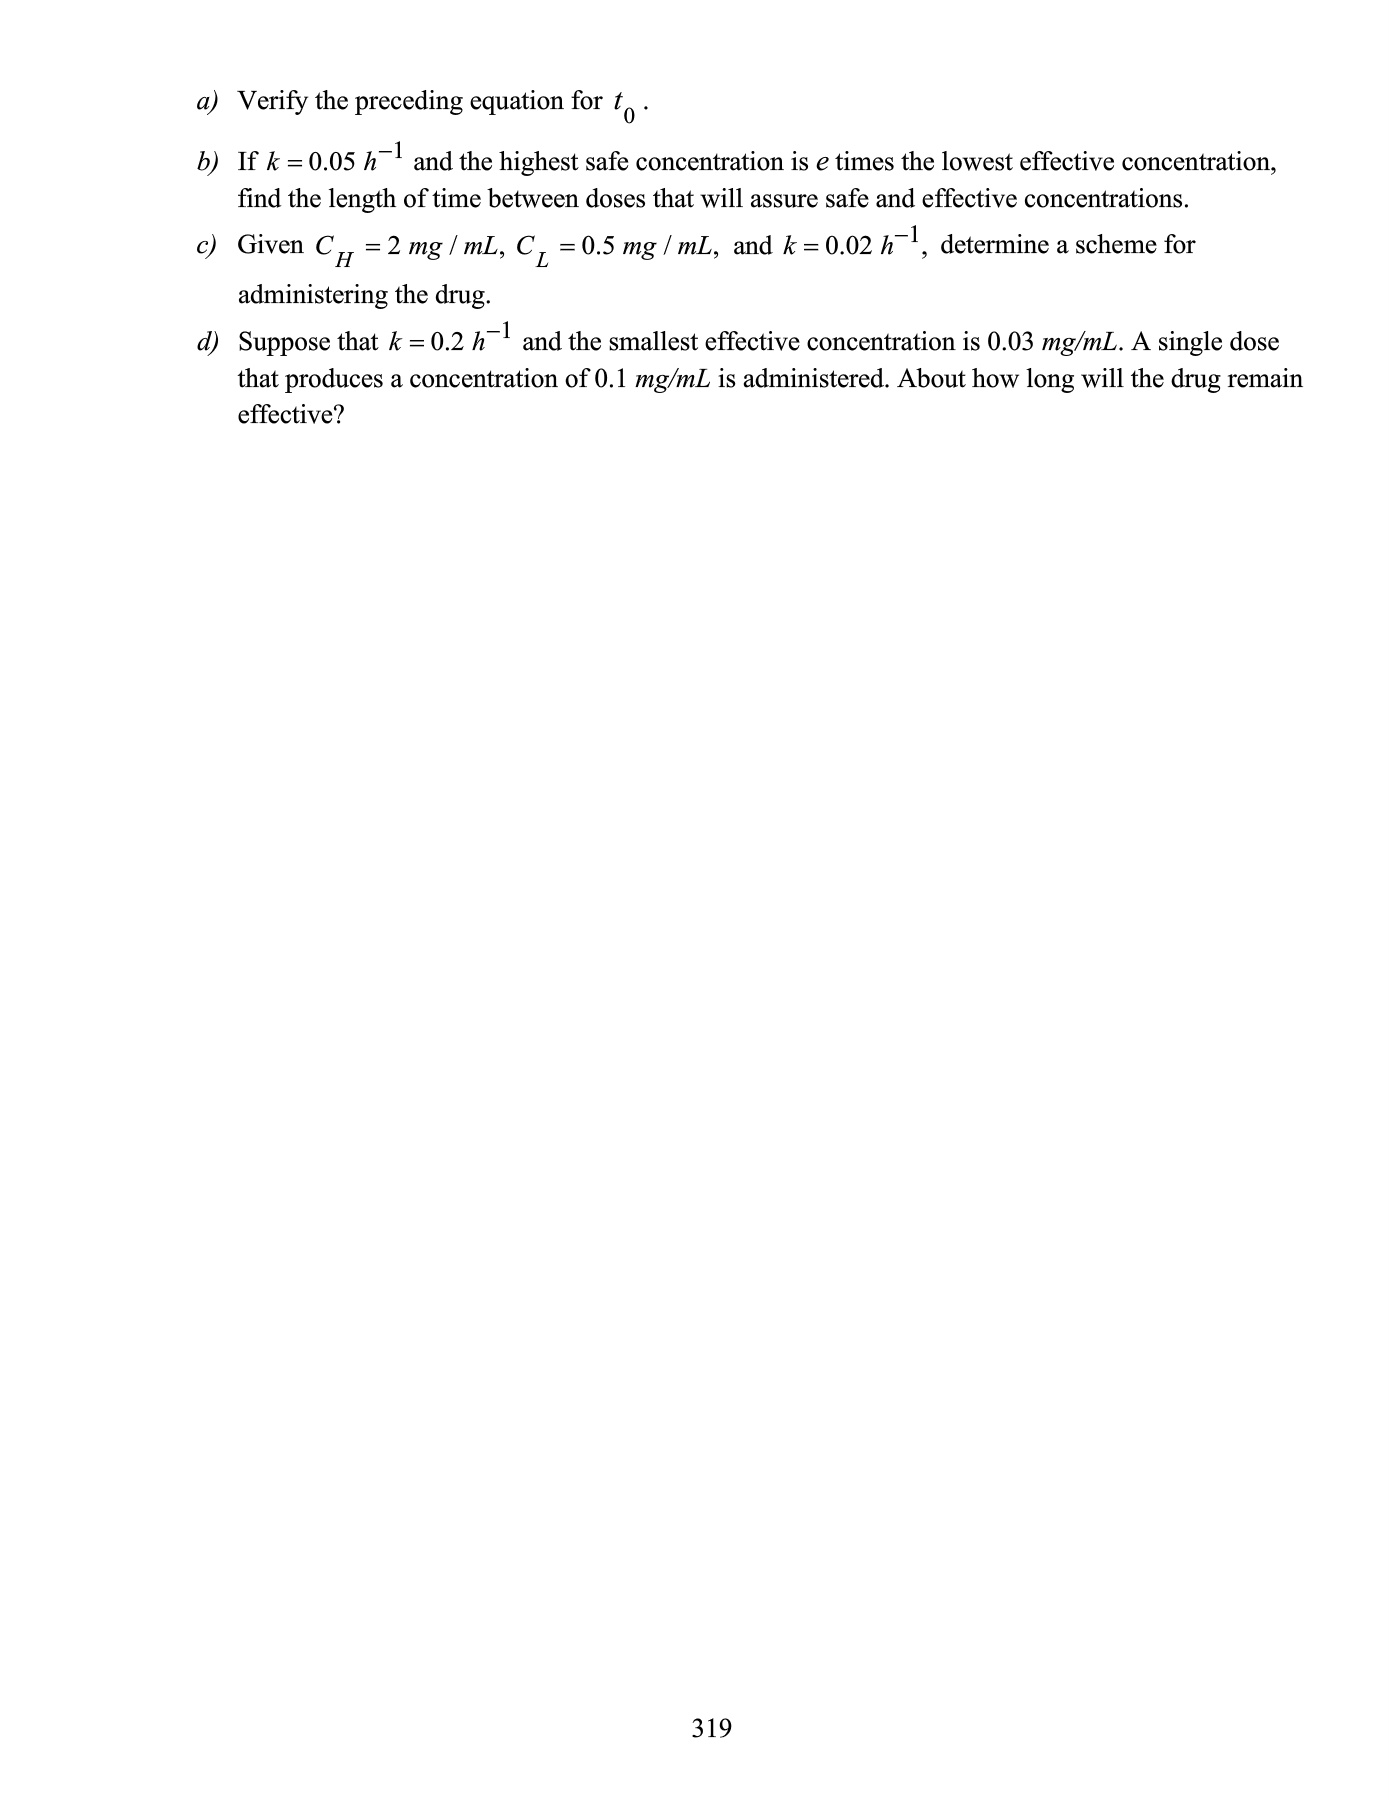 a) Verify the preceding equation for t₀ .
b) If k = 0.05 h⁻¹ and the highest safe concentration is e times the lowest effective concentration,
find the length of time between doses that will assure safe and effective concentrations.
c) Given C_H = 2 mg / mL, C_L = 0.5 mg / mL, and k = 0.02 h⁻¹, determine a scheme for
administering the drug.
d) Suppose that k = 0.2 h⁻¹ and the smallest effective concentration is 0.03 mg/mL. A single dose
that produces a concentration of 0.1 mg/mL is administered. About how long will the drug remain
effective?
319